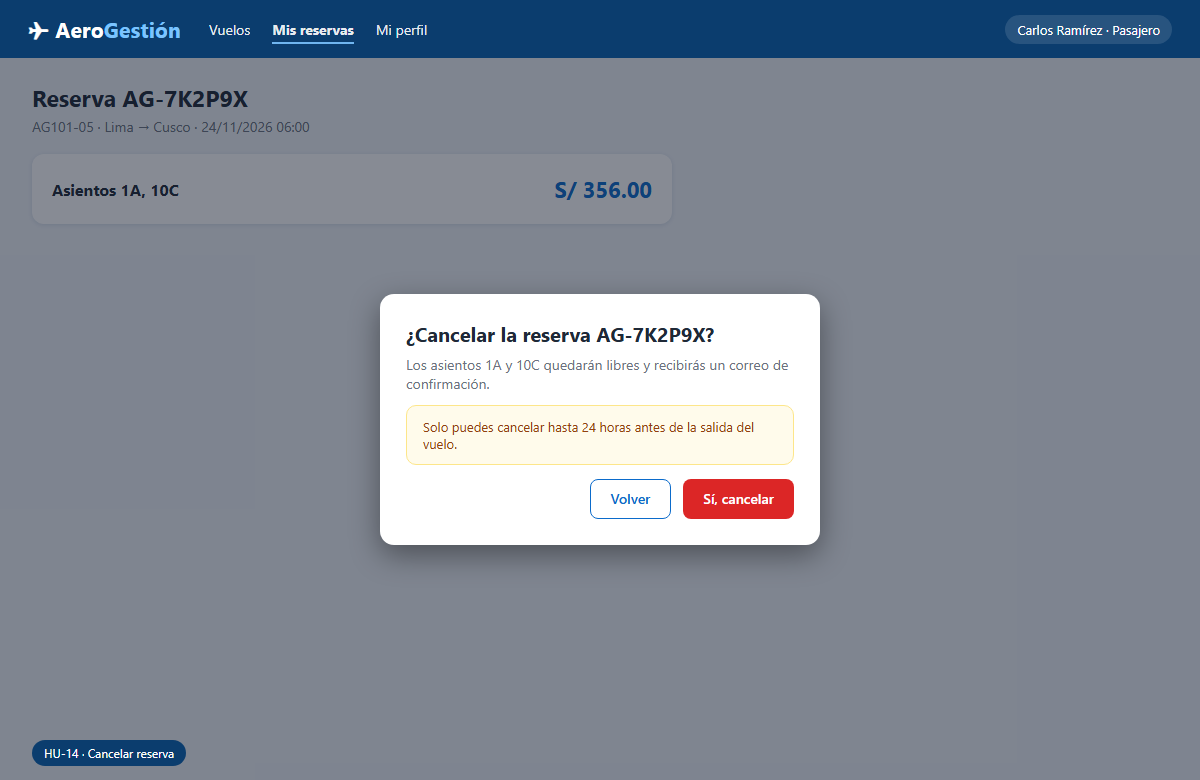 AeroGestión
Vuelos
Mis reservas
Mi perfil
Carlos Ramírez · Pasajero
Reserva AG-7K2P9X
AG101-05 · Lima → Cusco · 24/11/2026 06:00
Asientos 1A, 10C
S/ 356.00
¿Cancelar la reserva AG-7K2P9X?
Los asientos 1A y 10C quedarán libres y recibirás un correo de
confirmación.
Solo puedes cancelar hasta 24 horas antes de la salida del
vuelo.
Volver
Sí, cancelar
HU-14 · Cancelar reserva